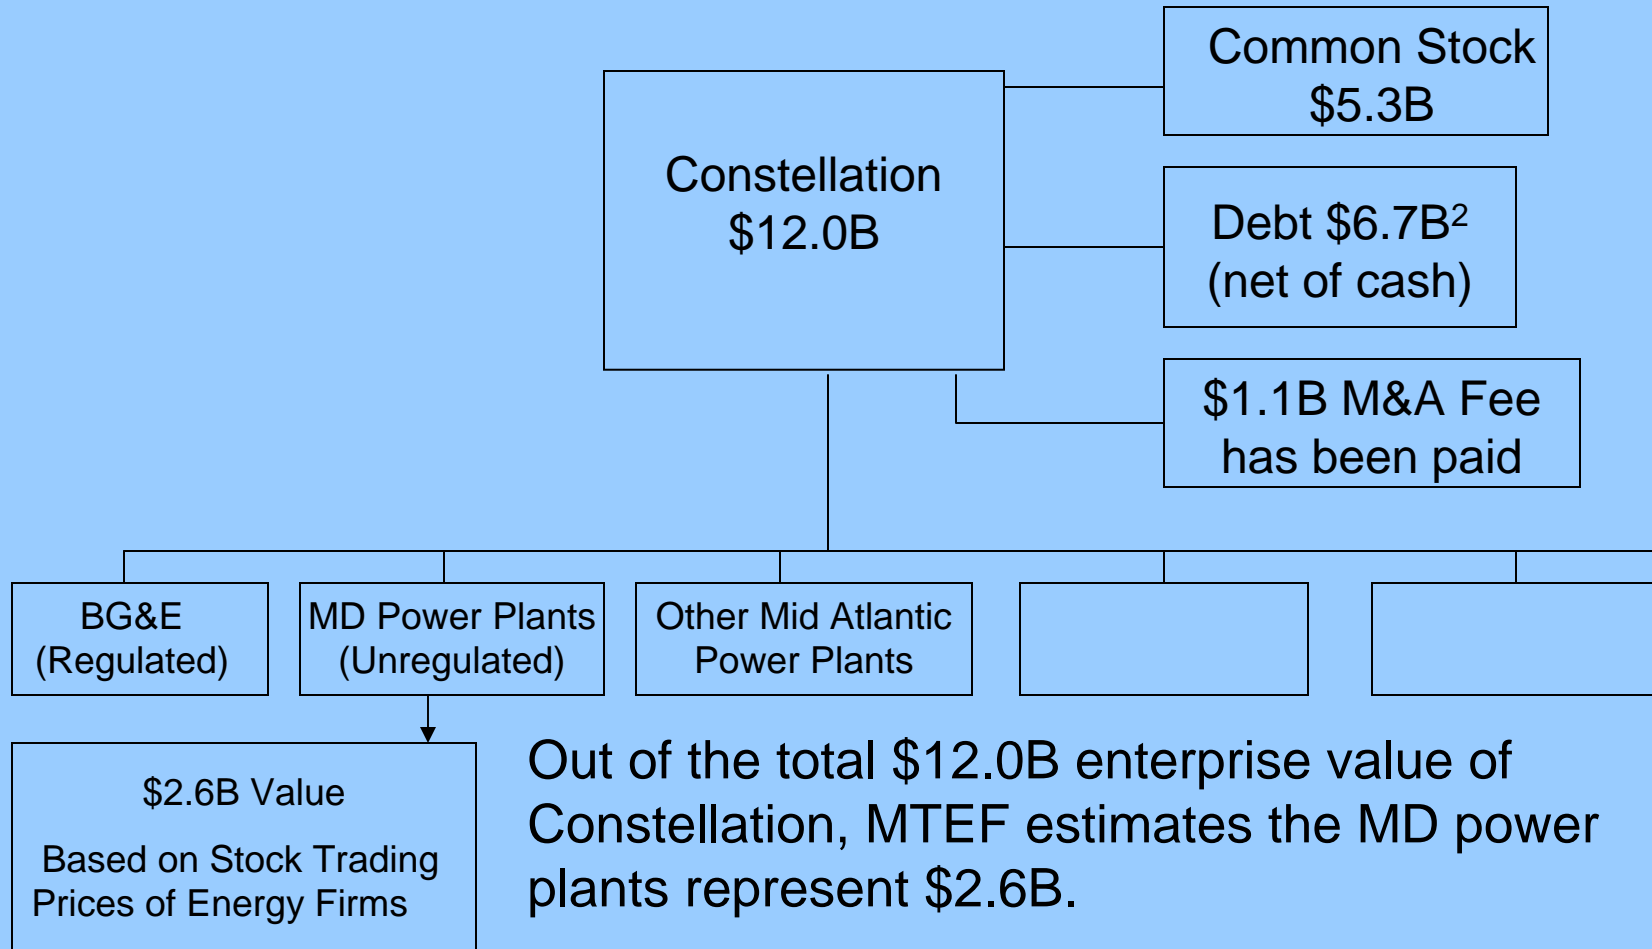 Common Stock
$5.3B
Constellation
$12.0B
Debt $6.7B²
(net of cash)
$1.1B M&A Fee
has been paid
BG&E
(Regulated)
MD Power Plants
(Unregulated)
Other Mid Atlantic
Power Plants
$2.6B Value
Based on Stock Trading
Prices of Energy Firms
Out of the total $12.0B enterprise value of
Constellation, MTEF estimates the MD power
plants represent $2.6B.